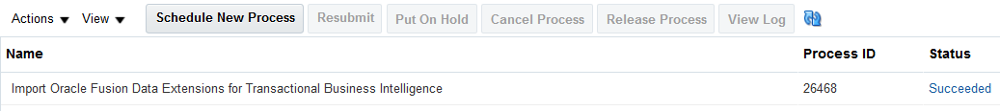 Actions View Schedule New Process Resubmit Put On Hold Cancel Process Release Process View Log
Name Process ID Status
Import Oracle Fusion Data Extensions for Transactional Business Intelligence 26468 Succeeded